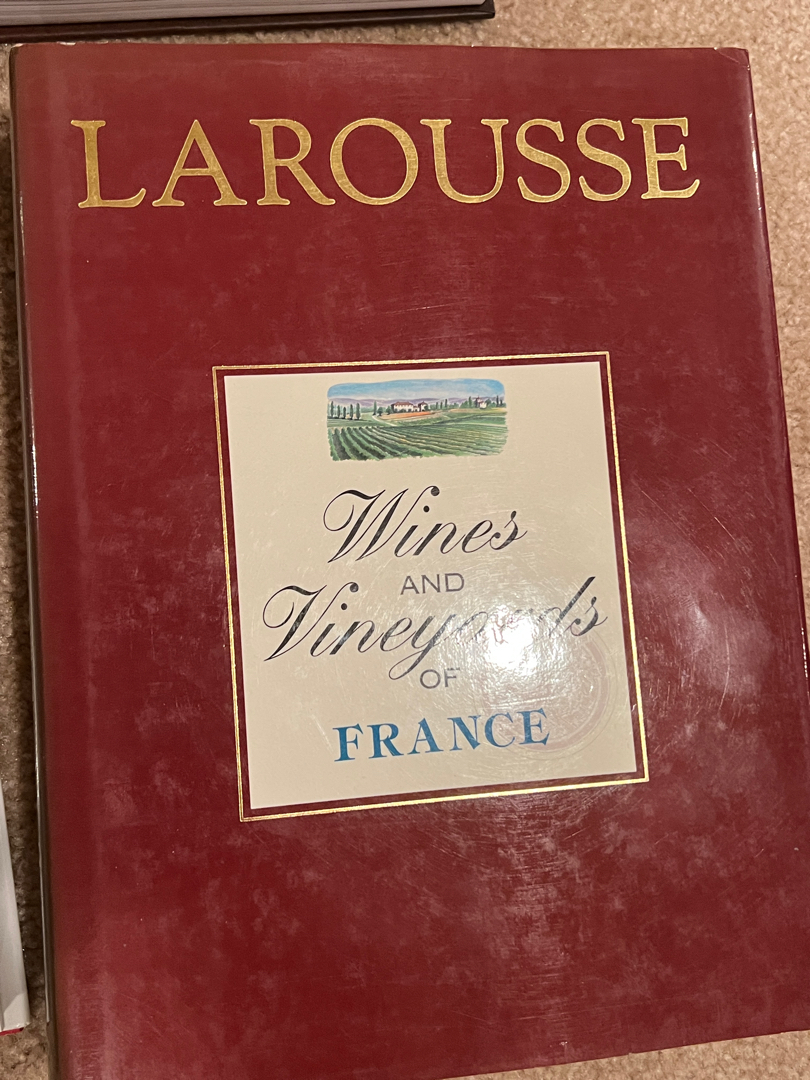 LAROUSSE
Wines
AND
Vineyards
OF
FRANCE